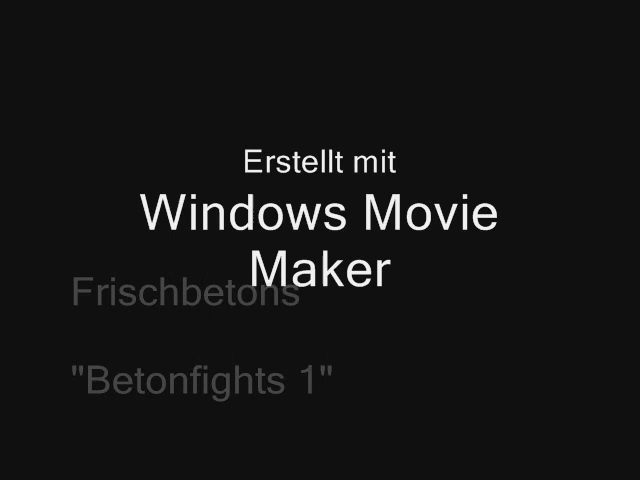 Erstellt mit
Windows Movie
Maker
Frischbetons
"Betonfights 1"